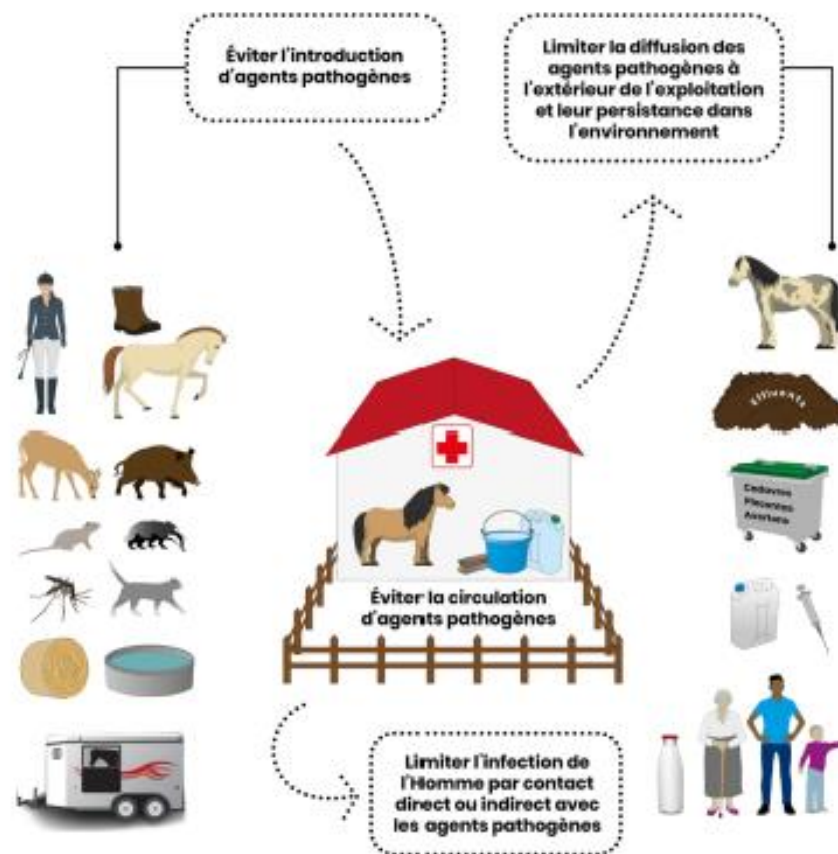 Éviter l'introduction
d'agents pathogènes
Limiter la diffusion des
agents pathogènes à
l'extérieur de l'exploitation
et leur persistance dans
l'environnement
Effluents
Cadavres
Placentas
Avortons
Éviter la circulation
d'agents pathogènes
Limiter l'infection de
l'Homme par contact
direct ou indirect avec
les agents pathogènes